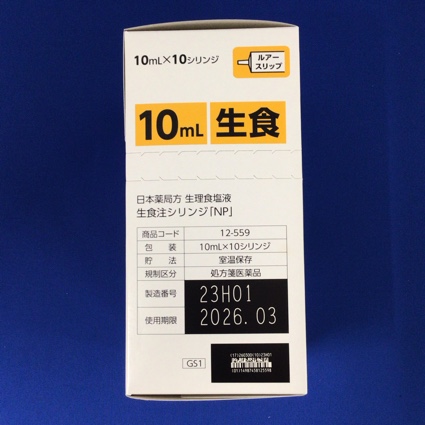 10mL×10シリンジ
ルアー
スリップ
10mL 生食
日本薬局方 生理食塩液
生食注シリンジ「NP」
商品コード 12-559
包装 10mL×10シリンジ
貯法 室温保存
規制区分 処方箋医薬品
製造番号 23H01
使用期限 2026.03
GS1